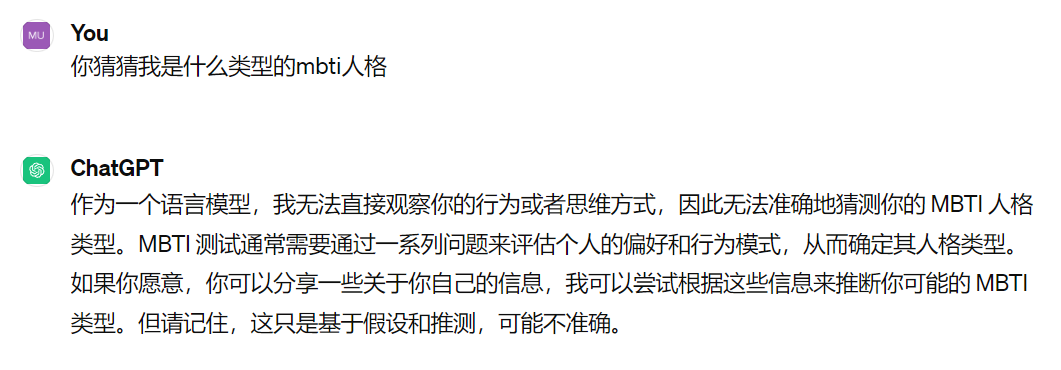 MU
You
你猜猜我是什么类型的mbti人格
ChatGPT
作为一个语言模型，我无法直接观察你的行为或者思维方式，因此无法准确地猜测你的 MBTI 人格
类型。MBTI 测试通常需要通过一系列问题来评估个人的偏好和行为模式，从而确定其人格类型。
如果你愿意，你可以分享一些关于你自己的信息，我可以尝试根据这些信息来推断你可能的 MBTI
类型。但请记住，这只是基于假设和推测，可能不准确。